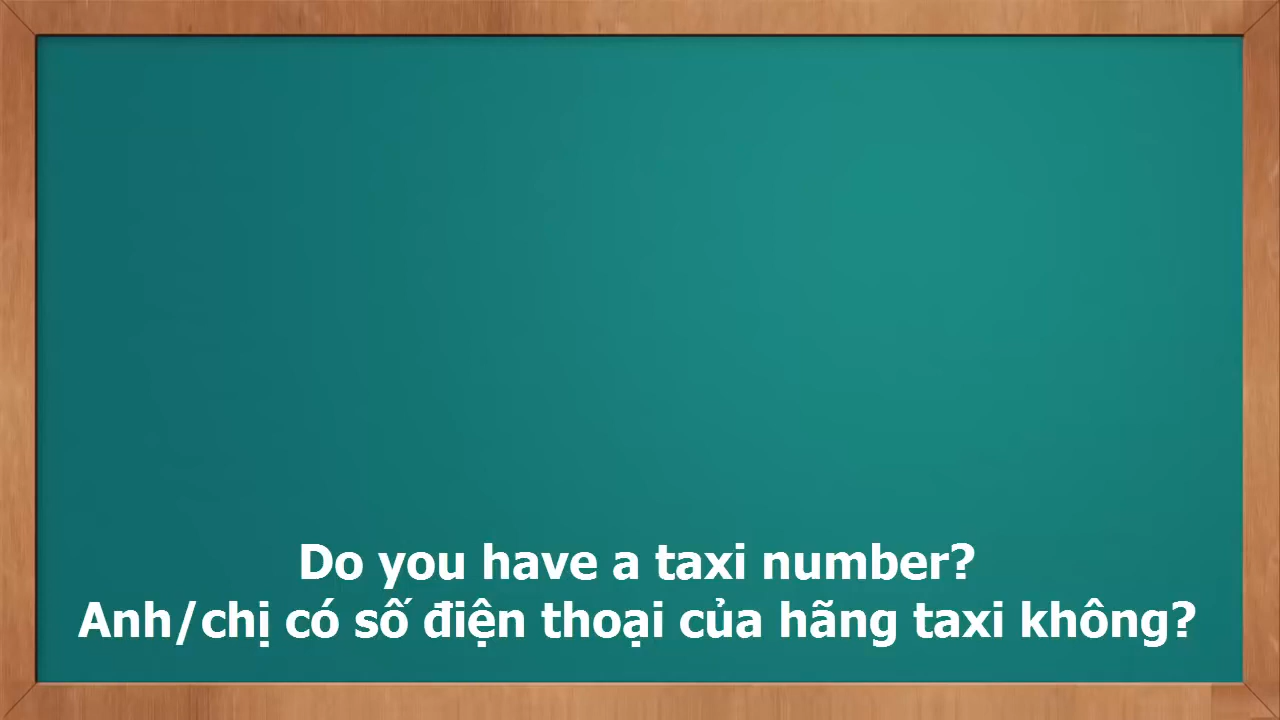 Do you have a taxi number?
Anh/chị có số điện thoại của hãng taxi không?